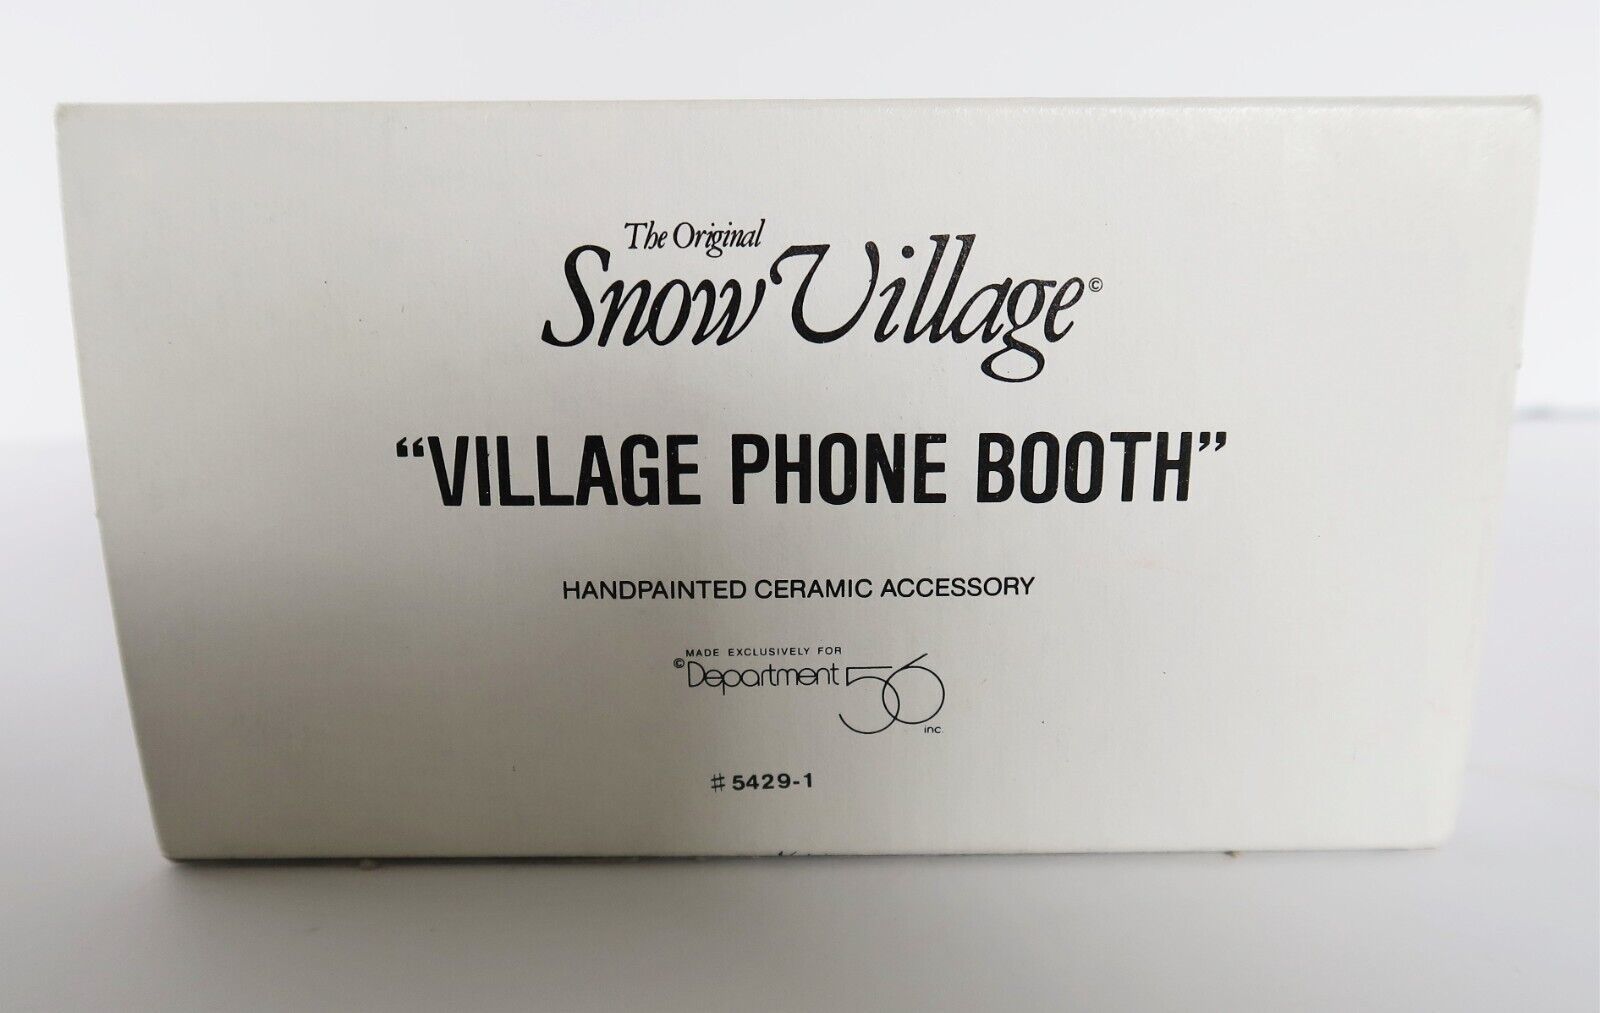 The Original
Snow Village©
“VILLAGE PHONE BOOTH”
HANDPAINTED CERAMIC ACCESSORY
MADE EXCLUSIVELY FOR
©Department 56
inc.
#5429-1